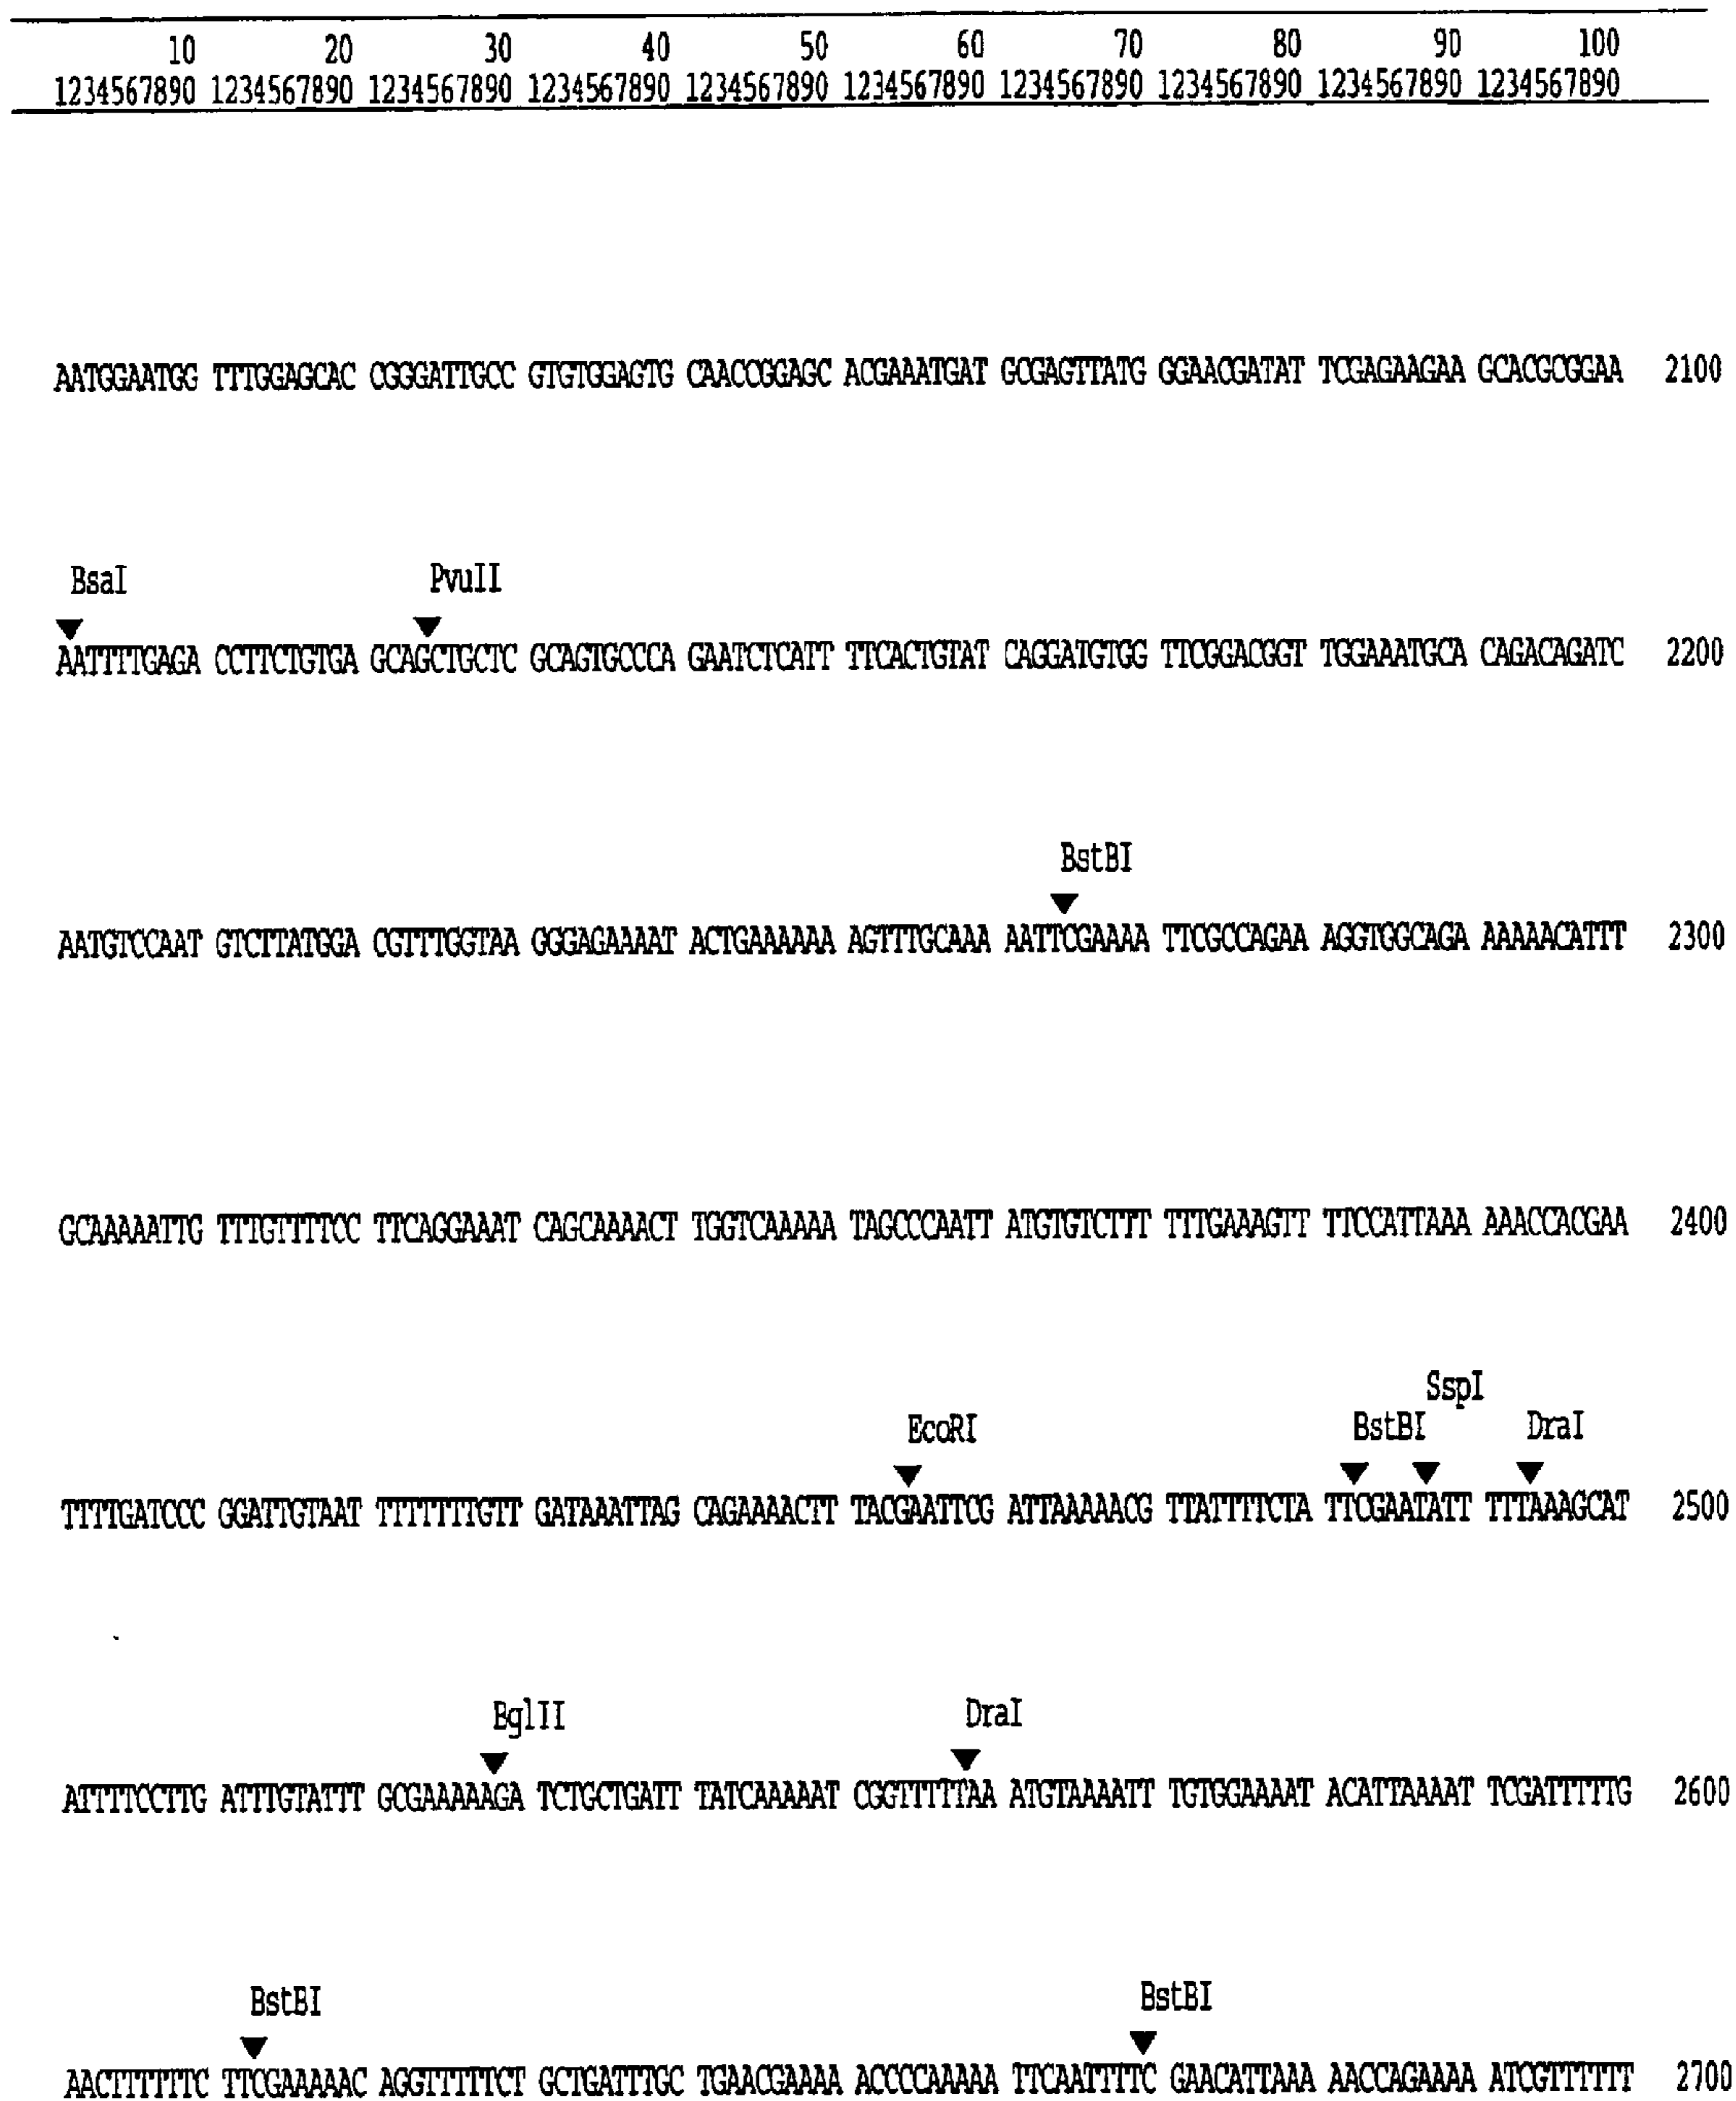 10 20 30 40 50 60 70 80 90 100
1234567890 1234567890 1234567890 1234567890 1234567890 1234567890 1234567890 1234567890 1234567890 1234567890
AATGGAATGG TTTGGAGCAC CGGGATTGCC GTGTGGAGTG CAACCGGAGC ACGAAATGAT GCGAGTTATG GGAACGATAT TCGAGAAGAA GCACGCGGAA 2100
BsaI PvuII
AATTTTGAGA CCTTCTGTGA GCAGCTGCTC GCAGTGCCCA GAATCTCATT TTCACTGTAT CAGGATGTGG TTCGGACGGT TGGAAATGCA CAGACAGATC 2200
BstBI
AATGTCCAAT GTCTTATGGA CGTTTGGTAA GGGAGAAAAT ACTGAAAAAA AGTTTGCAAA AATTCGAAAA TTCGCCAGAA AGGTGGCAGA AAAAACATTT 2300
GCAAAAATTG TTTGTTTTCC TTCAGGAAAT CAGCAAAACT TGGTCAAAAA TAGCCCAATT ATGTGTCTTT TTTGAAAGTT TTCCATTAAA AAACCACGAA 2400
SspI
EcoRI BstBI DraI
TTTTGATCCC GGATTGTAAT TTTTTTTGTT GATAAATTAG CAGAAAACTT TACGAATTCG ATTAAAAACG TTATTTTCTA TTCGAATATT TTTAAAGCAT 2500
BglII DraI
ATTTTCCTTG ATTTGTATTT GCGAAAAAGA TCTGCTGATT TATCAAAAAT CGGTTTTTAA ATGTAAAATT TGTGGAAAAT ACATTAAAAT TCGATTTTTG 2600
BstBI BstBI
AACTTTTTTC TTCGAAAAAC AGGTTTTTCT GCTGATTTGC TGAACGAAAA ACCCCAAAAA TTCAATTTTC GAACATTAAA AACCAGAAAA ATCGTTTTTT 2700